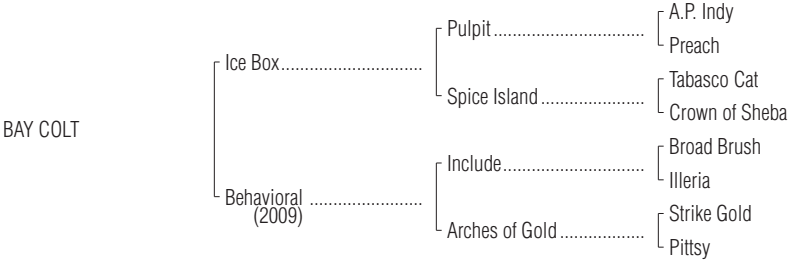 A.P. Indy
Pulpit..................................
Preach
Ice Box............................
Tabasco Cat
Spice Island.......................
Crown of Sheba
BAY COLT
Broad Brush
Include................................
Illeria
Behavioral ......................
(2009)
Strike Gold
Arches of Gold...................
Pittsy